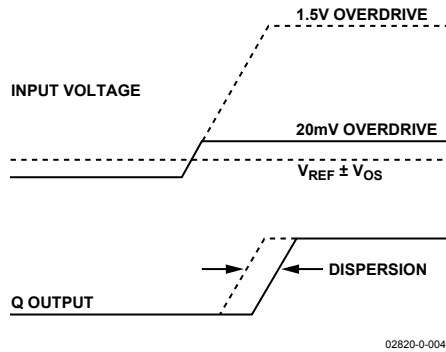 1.5V OVERDRIVE
INPUT VOLTAGE
20mV OVERDRIVE
VREF ± VOS
DISPERSION
Q OUTPUT
02820-0-004